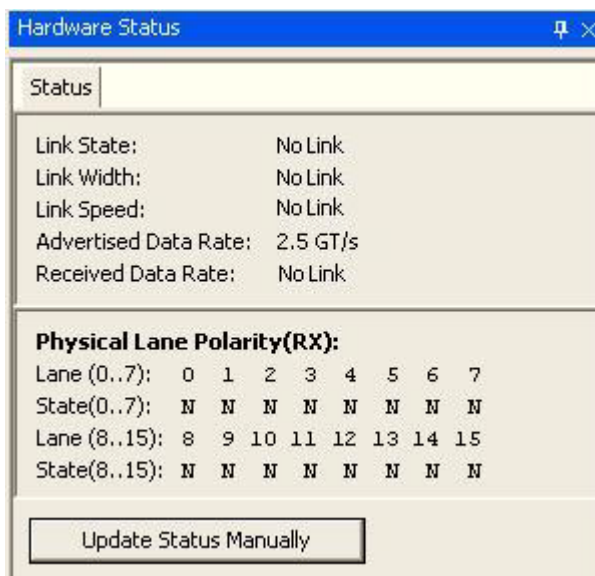 Hardware Status
Status
Link State: No Link
Link Width: No Link
Link Speed: No Link
Advertised Data Rate: 2.5 GT/s
Received Data Rate: No Link
Physical Lane Polarity(RX):
Lane (0..7): 0 1 2 3 4 5 6 7
State(0..7): N N N N N N N N
Lane (8..15): 8 9 10 11 12 13 14 15
State(8..15): N N N N N N N N
Update Status Manually